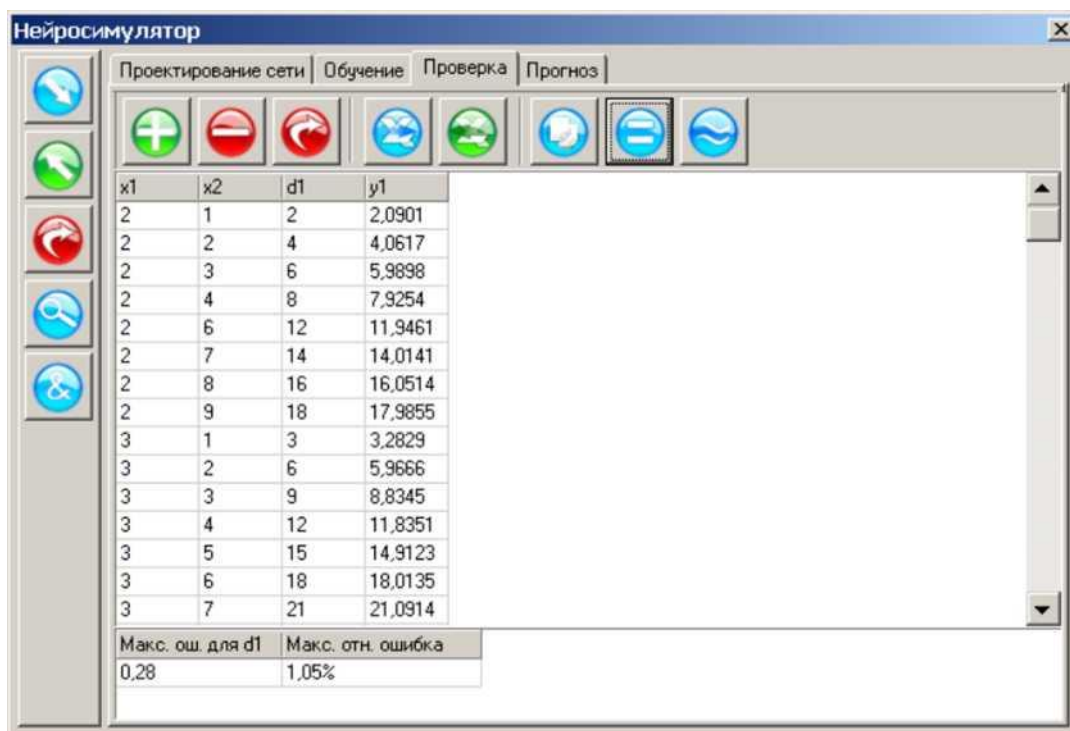 Нейросимулятор
Проектирование сети Обучение Проверка Прогноз
x1 x2 d1 y1
2 1 2 2,0901
2 2 4 4,0617
2 3 6 5,9898
2 4 8 7,9254
2 6 12 11,9461
2 7 14 14,0141
2 8 16 16,0514
2 9 18 17,9855
3 1 3 3,2829
3 2 6 5,9666
3 3 9 8,8345
3 4 12 11,8351
3 5 15 14,9123
3 6 18 18,0135
3 7 21 21,0914
Макс. ош. для d1 Макс. отн. ошибка
0,28 1,05%
&